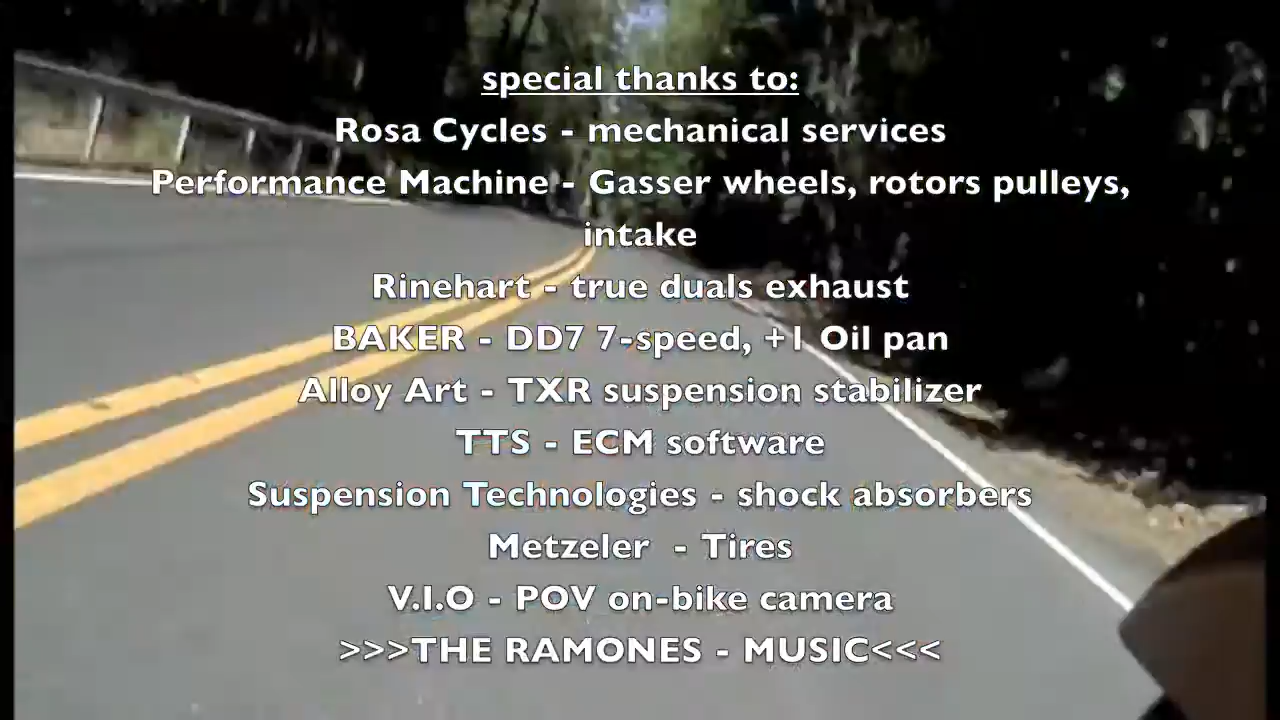 special thanks to:
Rosa Cycles - mechanical services
Performance Machine - Gasser wheels, rotors pulleys,
intake
Rinehart - true duals exhaust
BAKER - DD7 7-speed, +1 Oil pan
Alloy Art - TXR suspension stabilizer
TTS - ECM software
Suspension Technologies - shock absorbers
Metzeler  - Tires
V.I.O - POV on-bike camera
>>>THE RAMONES - MUSIC<<<